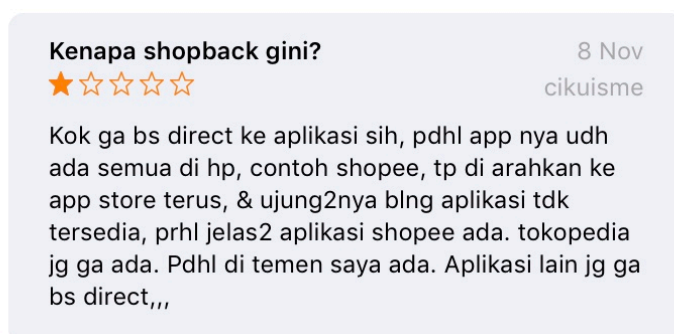 Kenapa shopback gini?
8 Nov
cikuisme
Kok ga bs direct ke aplikasi sih, pdhl app nya udh
ada semua di hp, contoh shopee, tp di arahkan ke
app store terus, & ujung2nya blng aplikasi tdk
tersedia, prhl jelas2 aplikasi shopee ada. tokopedia
jg ga ada. Pdhl di temen saya ada. Aplikasi lain jg ga
bs direct,,,